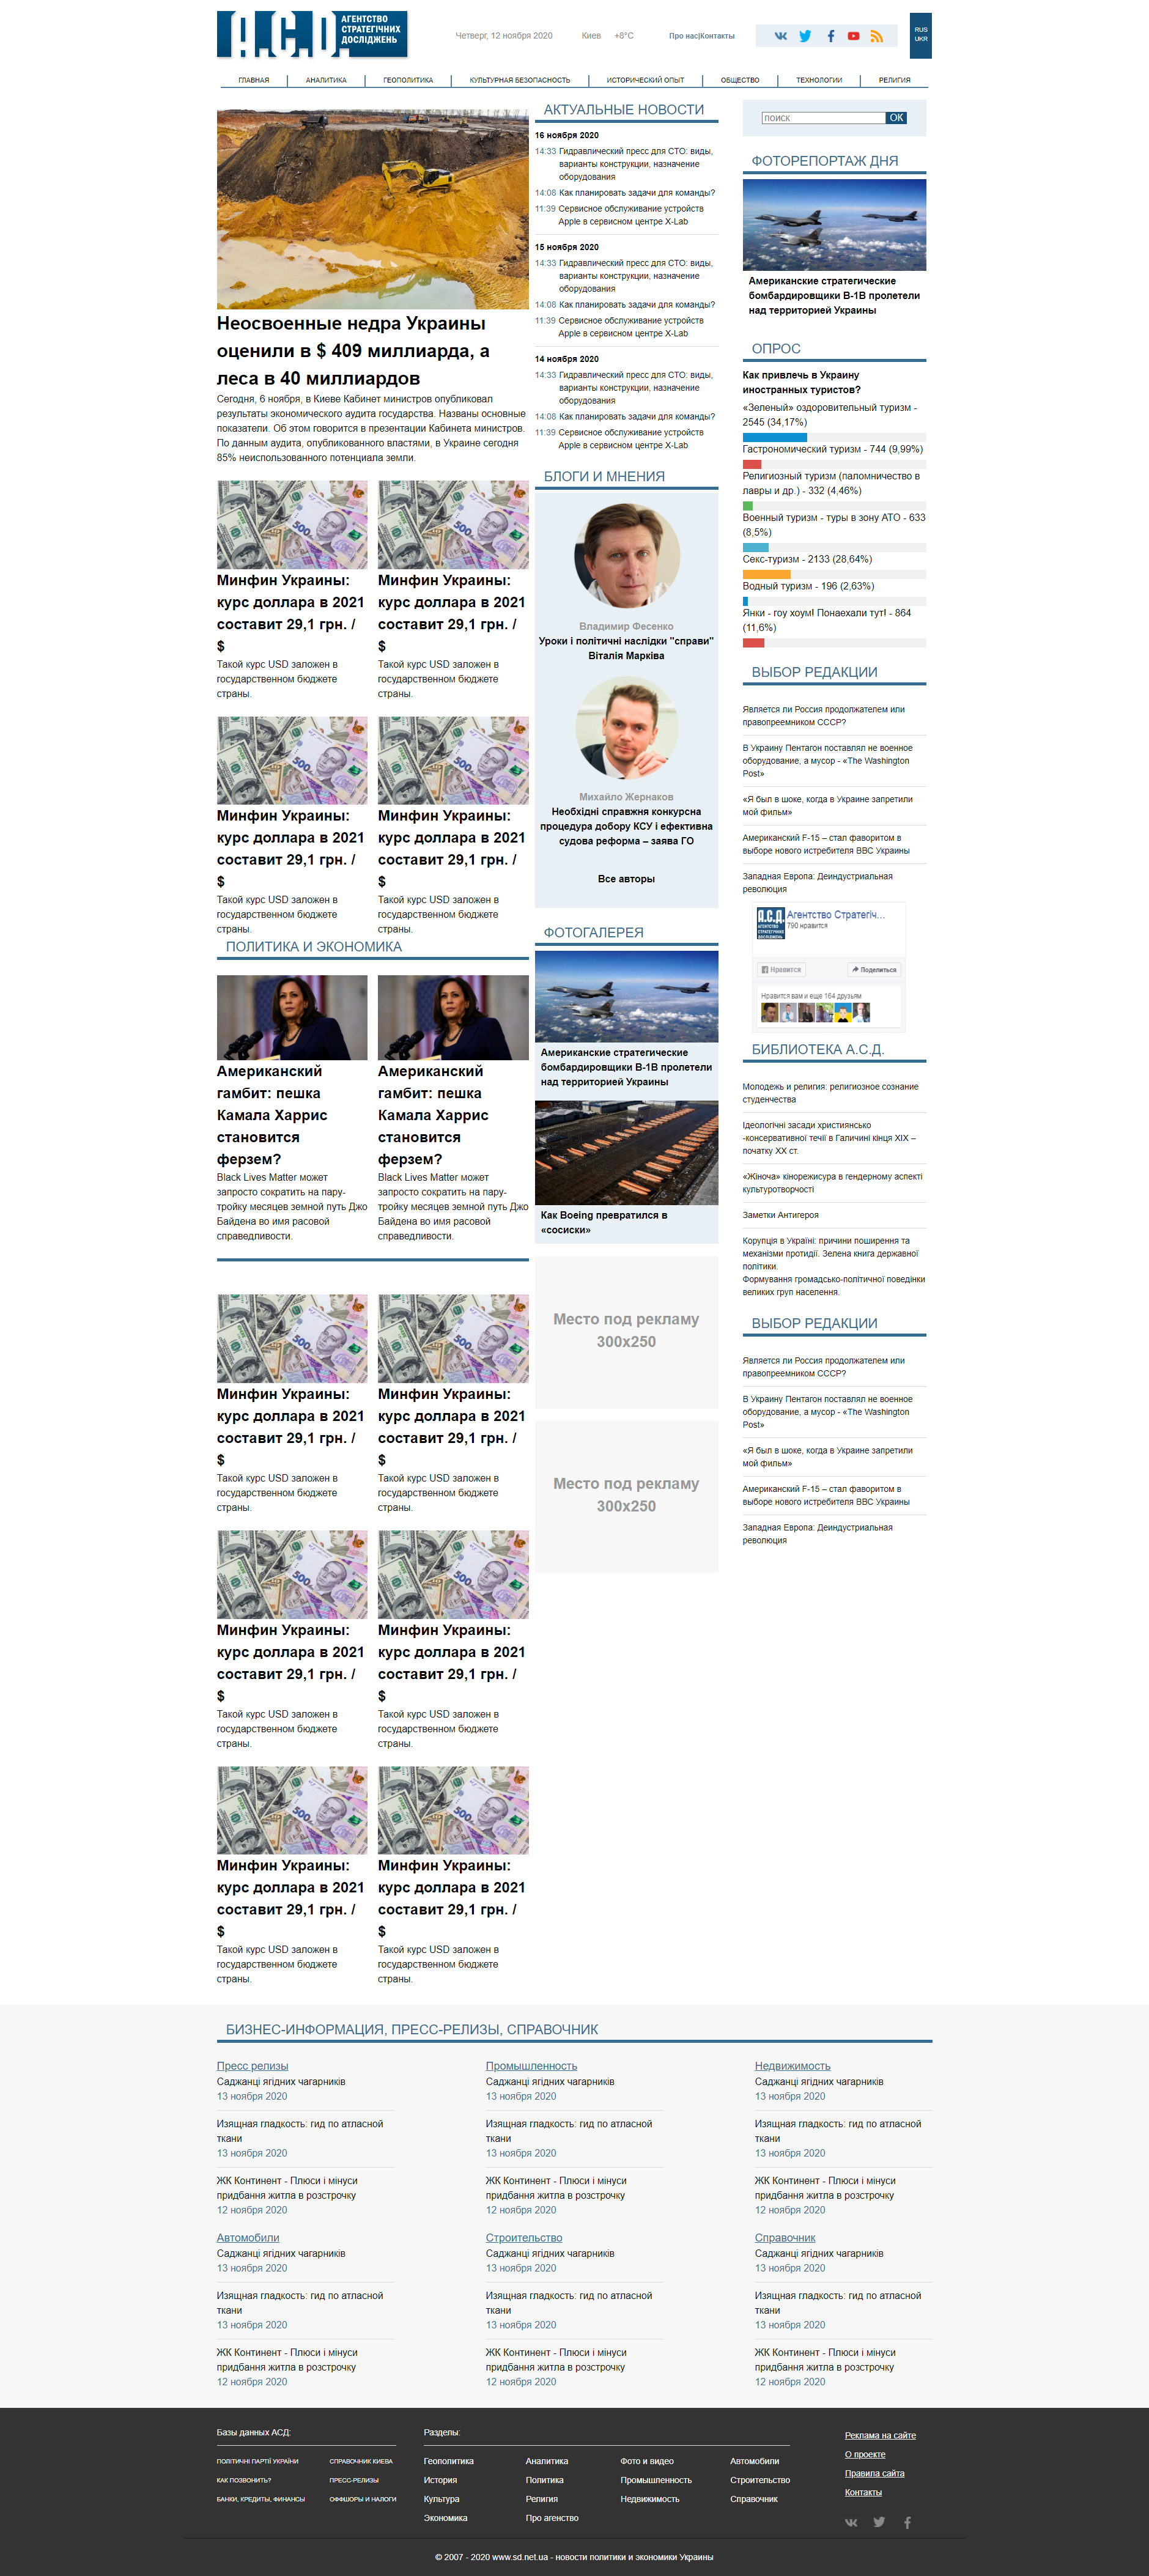 А.С.Д.
АГЕНТСТВО
СТРАТЕГІЧНИХ
ДОСЛІДЖЕНЬ
Четверг, 12 ноября 2020
Киев +8°C
Про нас|Контакты
RUS
UKR
ГЛАВНАЯ
АНАЛИТИКА
ГЕОПОЛИТИКА
КУЛЬТУРНАЯ БЕЗОПАСНОСТЬ
ИСТОРИЧЕСКИЙ ОПЫТ
ОБЩЕСТВО
ТЕХНОЛОГИИ
РЕЛИГИЯ
Неосвоенные недра Украины
оценили в $ 409 миллиарда, а
леса в 40 миллиардов
Сегодня, 6 ноября, в Киеве Кабинет министров опубликовал
результаты экономического аудита государства. Названы основные
показатели. Об этом говорится в презентации Кабинета министров.
По данным аудита, опубликованного властями, в Украине сегодня
85% неиспользованного потенциала земли.
Минфин Украины:
курс доллара в 2021
составит 29,1 грн. /
$
Такой курс USD заложен в
государственном бюджете
страны.
Минфин Украины:
курс доллара в 2021
составит 29,1 грн. /
$
Такой курс USD заложен в
государственном бюджете
страны.
Минфин Украины:
курс доллара в 2021
составит 29,1 грн. /
$
Такой курс USD заложен в
государственном бюджете
страны.
Минфин Украины:
курс доллара в 2021
составит 29,1 грн. /
$
Такой курс USD заложен в
государственном бюджете
страны.
ПОЛИТИКА И ЭКОНОМИКА
Американский
гамбит: пешка
Камала Харрис
становится
ферзем?
Black Lives Matter может
запросто сократить на пару-
тройку месяцев земной путь Джо
Байдена во имя расовой
справедливости.
Американский
гамбит: пешка
Камала Харрис
становится
ферзем?
Black Lives Matter может
запросто сократить на пару-
тройку месяцев земной путь Джо
Байдена во имя расовой
справедливости.
Минфин Украины:
курс доллара в 2021
составит 29,1 грн. /
$
Такой курс USD заложен в
государственном бюджете
страны.
Минфин Украины:
курс доллара в 2021
составит 29,1 грн. /
$
Такой курс USD заложен в
государственном бюджете
страны.
Минфин Украины:
курс доллара в 2021
составит 29,1 грн. /
$
Такой курс USD заложен в
государственном бюджете
страны.
Минфин Украины:
курс доллара в 2021
составит 29,1 грн. /
$
Такой курс USD заложен в
государственном бюджете
страны.
Минфин Украины:
курс доллара в 2021
составит 29,1 грн. /
$
Такой курс USD заложен в
государственном бюджете
страны.
Минфин Украины:
курс доллара в 2021
составит 29,1 грн. /
$
Такой курс USD заложен в
государственном бюджете
страны.
АКТУАЛЬНЫЕ НОВОСТИ
16 ноября 2020
14:33 Гидравлический пресс для СТО: виды,
варианты конструкции, назначение
оборудования
14:08 Как планировать задачи для команды?
11:39 Сервисное обслуживание устройств
Apple в сервисном центре X-Lab
15 ноября 2020
14:33 Гидравлический пресс для СТО: виды,
варианты конструкции, назначение
оборудования
14:08 Как планировать задачи для команды?
11:39 Сервисное обслуживание устройств
Apple в сервисном центре X-Lab
14 ноября 2020
14:33 Гидравлический пресс для СТО: виды,
варианты конструкции, назначение
оборудования
14:08 Как планировать задачи для команды?
11:39 Сервисное обслуживание устройств
Apple в сервисном центре X-Lab
БЛОГИ И МНЕНИЯ
Владимир Фесенко
Уроки і політичні наслідки "справи"
Віталія Марківа
Михайло Жернаков
Необхідні справжня конкурсна
процедура добору КСУ і ефективна
судова реформа – заява ГО
Все авторы
ФОТОГАЛЕРЕЯ
Американские стратегические
бомбардировщики B-1B пролетели
над территорией Украины
Как Boeing превратился в
«сосиски»
Место под рекламу
300x250
Место под рекламу
300x250
ПОИСК
OK
ФОТОРЕПОРТАЖ ДНЯ
Американские стратегические
бомбардировщики B-1B пролетели
над территорией Украины
ОПРОС
Как привлечь в Украину
иностранных туристов?
«Зеленый» оздоровительный туризм -
2545 (34,17%)
Гастрономический туризм - 744 (9,99%)
Религиозный туризм (паломничество в
лавры и др.) - 332 (4,46%)
Военный туризм - туры в зону АТО - 633
(8,5%)
Секс-туризм - 2133 (28,64%)
Водный туризм - 196 (2,63%)
Янки - гоу хоум! Понаехали тут! - 864
(11,6%)
ВЫБОР РЕДАКЦИИ
Является ли Россия продолжателем или
правопреемником СССР?
В Украину Пентагон поставлял не военное
оборудование, а мусор - «The Washington
Post»
«Я был в шоке, когда в Украине запретили
мой фильм»
Американский F-15 – стал фаворитом в
выборе нового истребителя ВВС Украины
Западная Европа: Деиндустриальная
революция
А.С.Д.
АГЕНТСТВО
СТРАТЕГІЧНИХ
ДОСЛІДЖЕНЬ
Агентство Стратегіч...
790 нравится
Нравится
Поделиться
Нравится вам и еще 164 друзьям
БИБЛИОТЕКА А.С.Д.
Молодежь и религия: религиозное сознание
студенчества
Ідеологічні засади християнсько
-консервативної течії в Галичині кінця XIX –
початку XX ст.
«Жіноча» кінорежисура в гендерному аспекті
культуротворчості
Заметки Антигероя
Корупція в Україні: причини поширення та
механізми протидії. Зелена книга державної
політики.
Формування громадсько-політичної поведінки
великих груп населення.
ВЫБОР РЕДАКЦИИ
Является ли Россия продолжателем или
правопреемником СССР?
В Украину Пентагон поставлял не военное
оборудование, а мусор - «The Washington
Post»
«Я был в шоке, когда в Украине запретили
мой фильм»
Американский F-15 – стал фаворитом в
выборе нового истребителя ВВС Украины
Западная Европа: Деиндустриальная
революция
БИЗНЕС-ИНФОРМАЦИЯ, ПРЕСС-РЕЛИЗЫ, СПРАВОЧНИК
Пресс релизы
Саджанці ягідних чагарників
13 ноября 2020
Изящная гладкость: гид по атласной
ткани
13 ноября 2020
ЖК Континент - Плюси і мінуси
придбання житла в розстрочку
12 ноября 2020
Промышленность
Саджанці ягідних чагарників
13 ноября 2020
Изящная гладкость: гид по атласной
ткани
13 ноября 2020
ЖК Континент - Плюси і мінуси
придбання житла в розстрочку
12 ноября 2020
Недвижимость
Саджанці ягідних чагарників
13 ноября 2020
Изящная гладкость: гид по атласной
ткани
13 ноября 2020
ЖК Континент - Плюси і мінуси
придбання житла в розстрочку
12 ноября 2020
Автомобили
Саджанці ягідних чагарників
13 ноября 2020
Изящная гладкость: гид по атласной
ткани
13 ноября 2020
ЖК Континент - Плюси і мінуси
придбання житла в розстрочку
12 ноября 2020
Строительство
Саджанці ягідних чагарників
13 ноября 2020
Изящная гладкость: гид по атласной
ткани
13 ноября 2020
ЖК Континент - Плюси і мінуси
придбання житла в розстрочку
12 ноября 2020
Справочник
Саджанці ягідних чагарників
13 ноября 2020
Изящная гладкость: гид по атласной
ткани
13 ноября 2020
ЖК Континент - Плюси і мінуси
придбання житла в розстрочку
12 ноября 2020
Базы данных АСД:
ПОЛІТИЧНІ ПАРТІЇ УКРАЇНИ
СПРАВОЧНИК КИЕВА
КАК ПОЗВОНИТЬ?
ПРЕСС-РЕЛИЗЫ
БАНКИ, КРЕДИТЫ, ФИНАНСЫ
ОФФШОРЫ И НАЛОГИ
Разделы:
Геополитика
Аналитика
Фото и видео
Автомобили
История
Политика
Промышленность
Строительство
Культура
Религия
Недвижимость
Справочник
Экономика
Про агенство
Реклама на сайте
О проекте
Правила сайта
Контакты
© 2007 - 2020 www.sd.net.ua - новости политики и экономики Украины